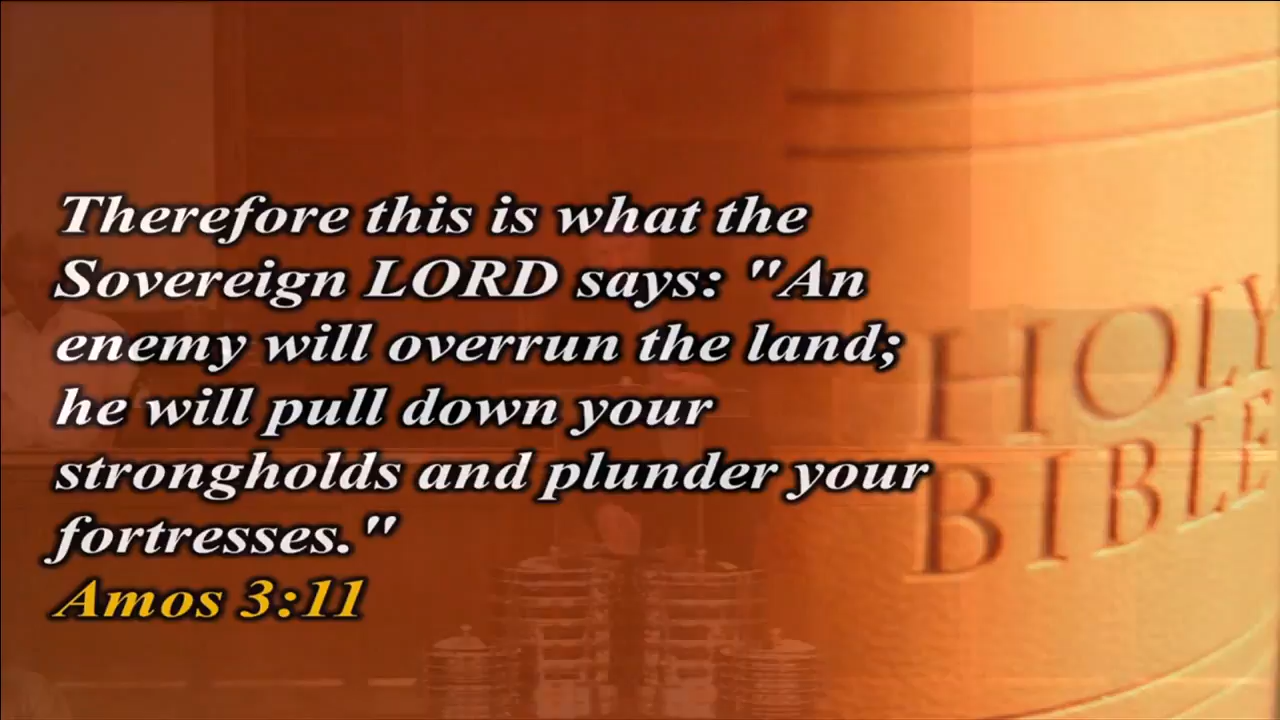 Therefore this is what the
Sovereign LORD says: "An
enemy will overrun the land;
he will pull down your
strongholds and plunder your
fortresses."
Amos 3:11
HOLY
BIBLE